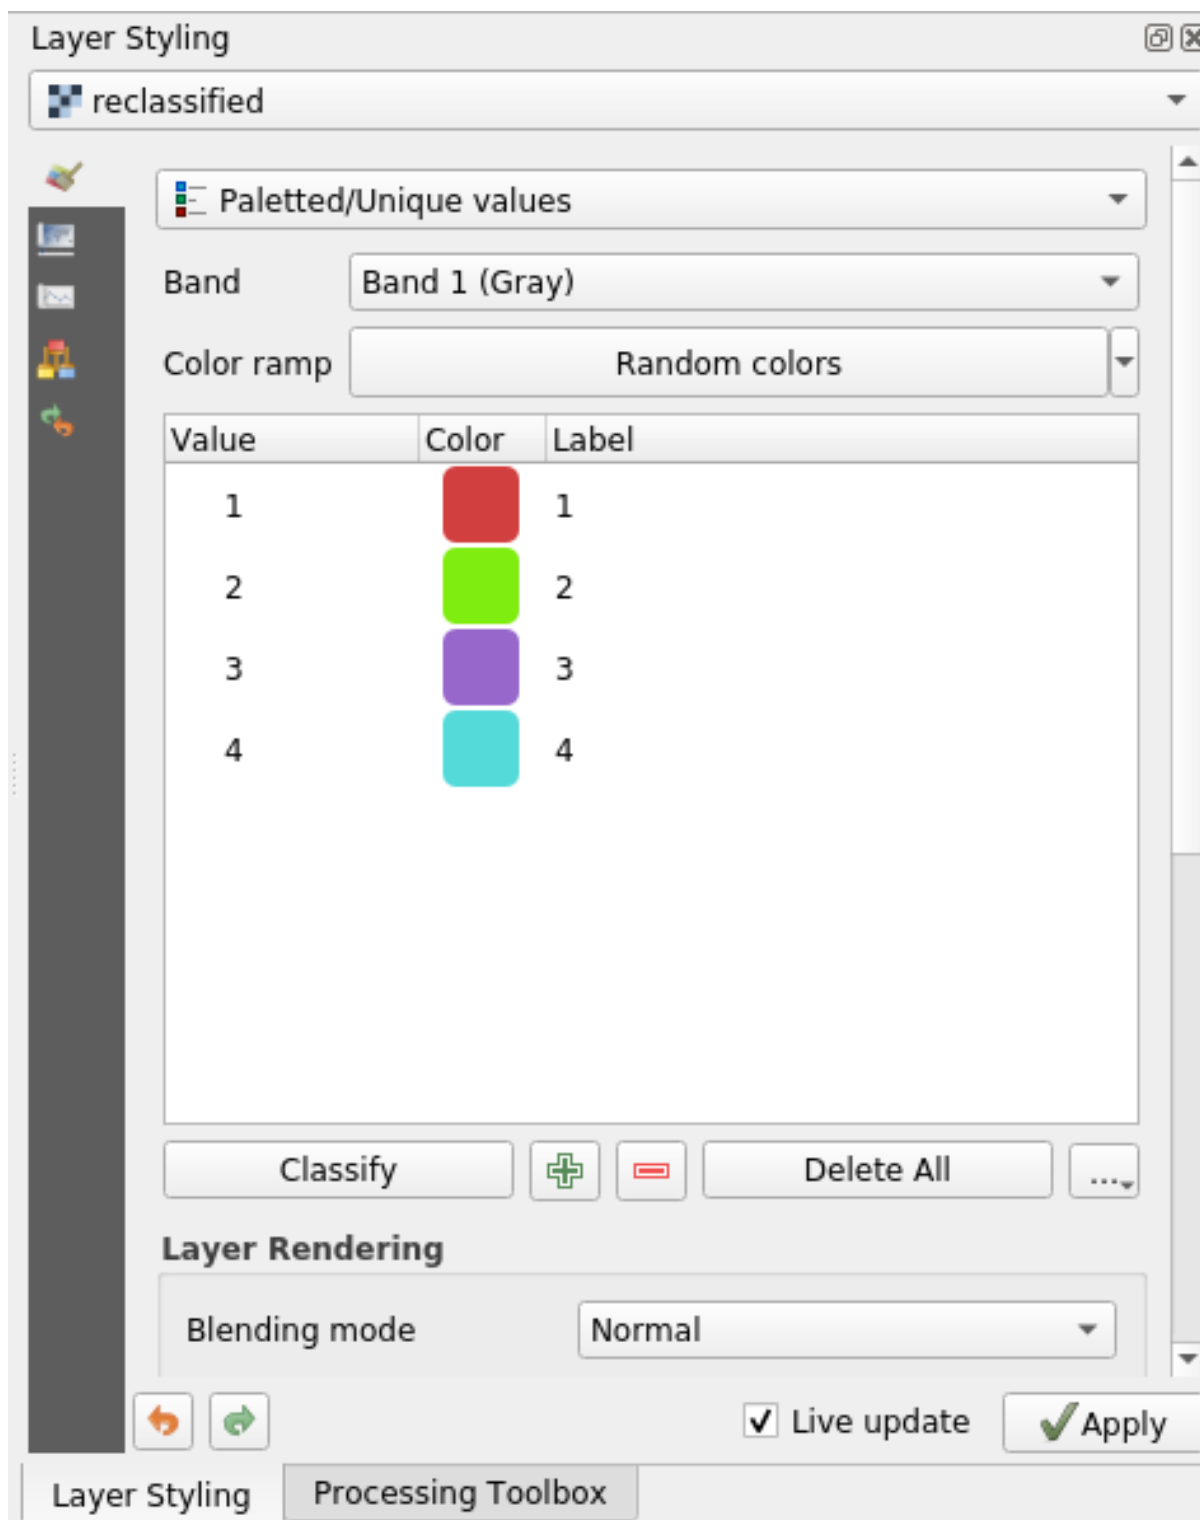 Layer Styling
reclassified
Paletted/Unique values
Band Band 1 (Gray)
Color ramp Random colors
Value Color Label
1 1
2 2
3 3
4 4
Classify Delete All ...
Layer Rendering
Blending mode Normal
Live update Apply
Layer Styling Processing Toolbox